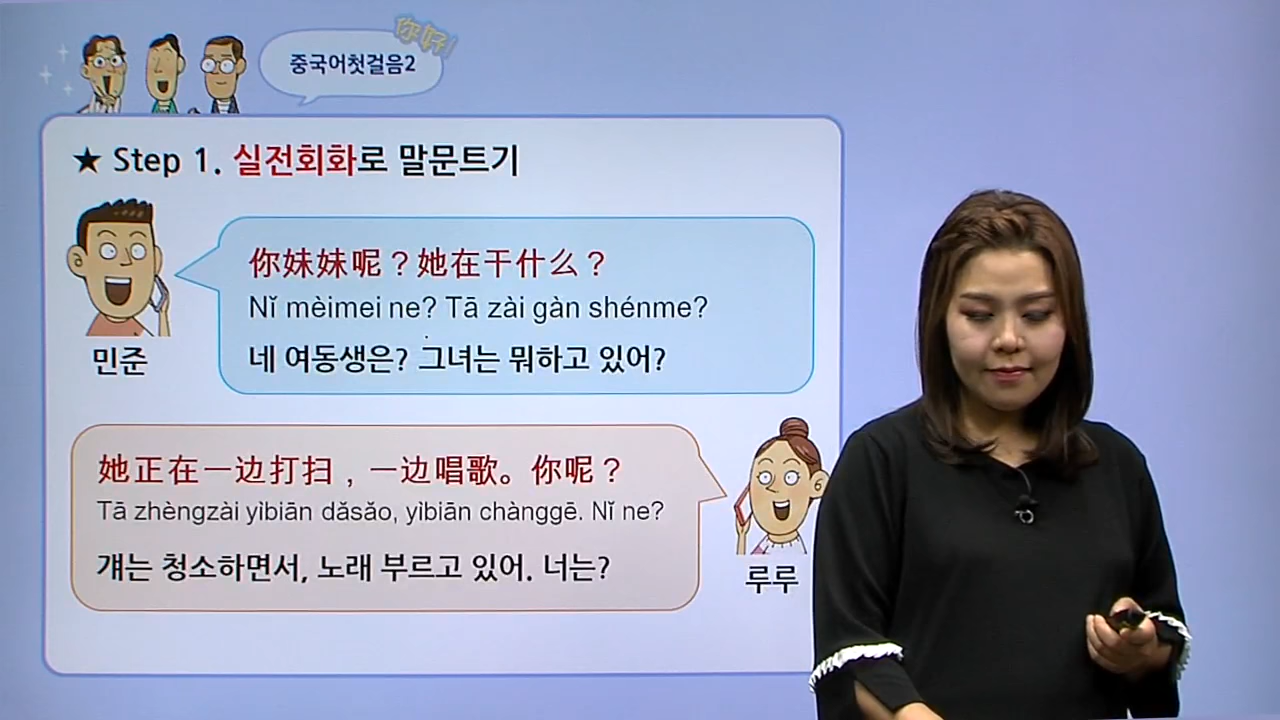 你好!
중국어첫걸음2
★ Step 1. 실전회화로 말문트기
你妹妹呢？她在干什么？
Nǐ mèimei ne? Tā zài gàn shénme?
네 여동생은? 그녀는 뭐하고 있어?
민준
她正在一边打扫，一边唱歌。你呢？
Tā zhèngzài yìbiān dǎsǎo, yìbiān chànggē. Nǐ ne?
걔는 청소하면서, 노래 부르고 있어. 너는?
루루